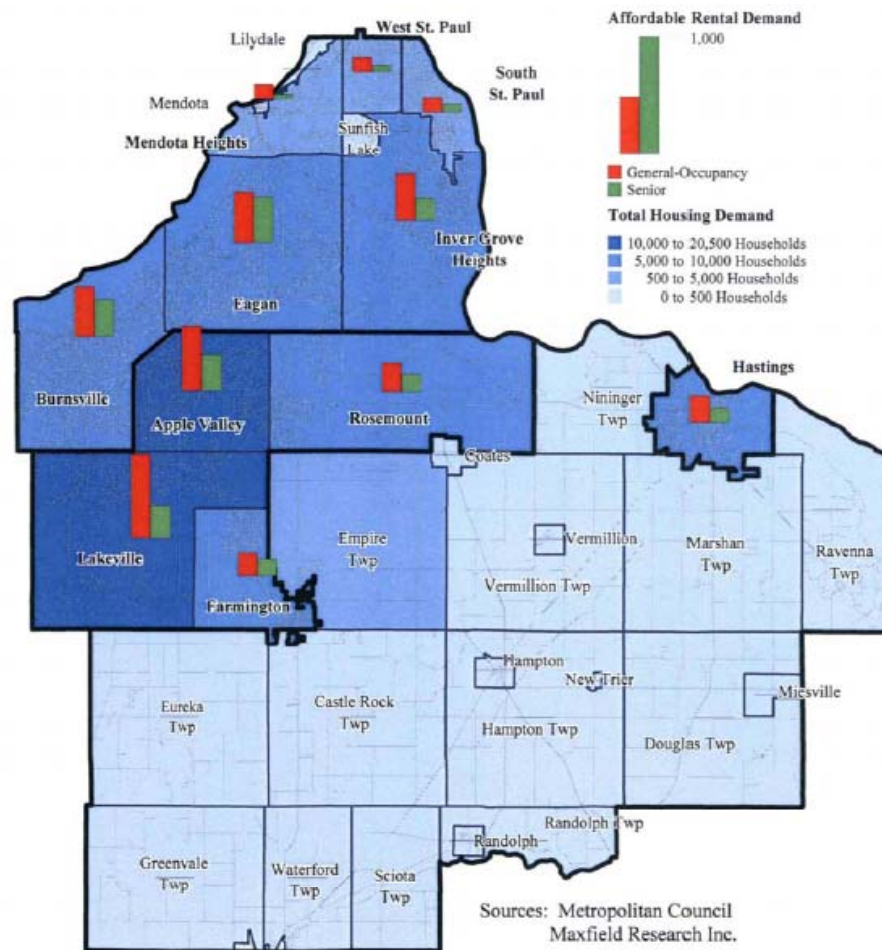 West St. Paul
Lilydale
South
St. Paul
Mendota
Mendota Heights
Sunfish
Lake
Inver Grove
Heights
Eagan
Burnsville
Apple Valley
Rosemount
Hastings
Nininger
Twp
Coates
Lakeville
Farmington
Empire
Twp
Vermillion
Vermillion Twp
Marshan
Twp
Ravenna
Twp
Hampton
New Trier
Miesville
Eureka
Twp
Castle Rock
Twp
Hampton Twp
Douglas Twp
Randolph Twp
Randolph
Greenvale
Twp
Waterford
Twp
Sciota
Twp
Affordable Rental Demand
1,000
General-Occupancy
Senior
Total Housing Demand
10,000 to 20,500 Households
5,000 to 10,000 Households
500 to 5,000 Households
0 to 500 Households
Sources: Metropolitan Council
Maxfield Research Inc.